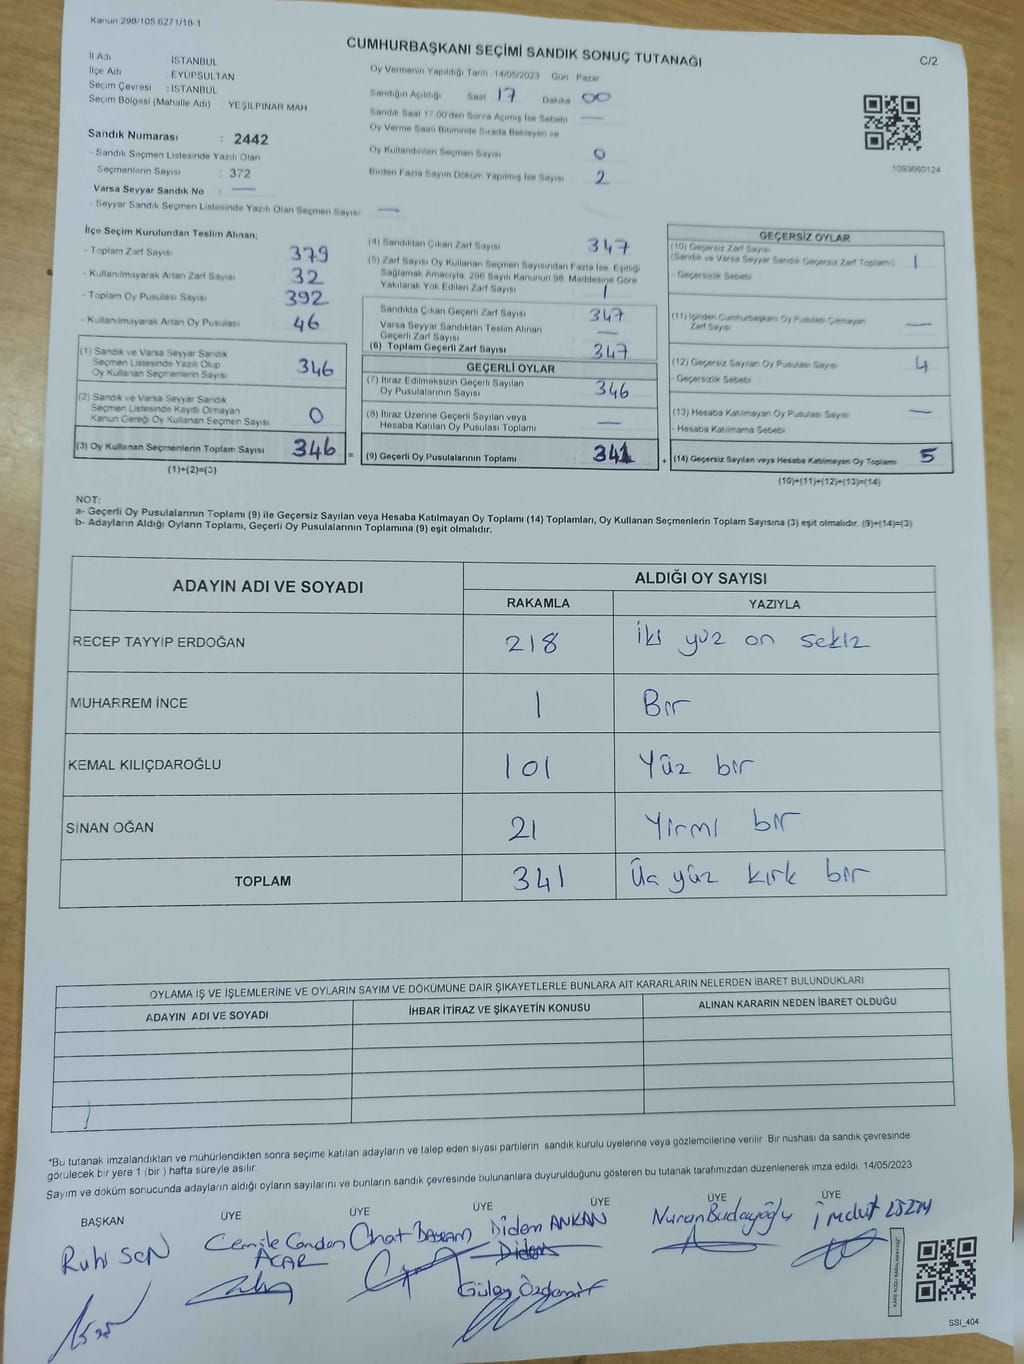 Kanun 298/105,6271/18-1
CUMHURBAŞKANI SEÇİMİ SANDIK SONUÇ TUTANAĞI
C/2
İl Adı : İSTANBUL
İlçe Adı : EYÜPSULTAN
Seçim Çevresi : İSTANBUL
Seçim Bölgesi (Mahalle Adı) : YEŞİLPINAR MAH
Sandık Numarası : 2442
- Sandık Seçmen Listesinde Yazılı Olan
Seçmenlerin Sayısı : 372
Varsa Seyyar Sandık No : —
- Seyyar Sandık Seçmen Listesinde Yazılı Olan Seçmen Sayısı —
Oy Vermenin Yapıldığı Tarih :14/05/2023 Gün Pazar
Sandığın Açıldığı Saat 17 Dakika 00
Sandık Saat 17:00'den Sonra Açılmış İse Sebebi —
Oy Verme Saati Bitiminde Sırada Bekleyen ve
Oy Kullandırılan Seçmen Sayısı 0
Birden Fazla Sayım Döküm Yapılmış İse Sayısı 2
1093660124
İlçe Seçim Kurulundan Teslim Alınan;
- Toplam Zarf Sayısı 379
- Kullanılmayarak Artan Zarf Sayısı 32
- Toplam Oy Pusulası Sayısı 392
- Kullanılmayarak Artan Oy Pusulası 46
(1) Sandık ve Varsa Seyyar Sandık
Seçmen Listesinde Yazılı Olup
Oy Kullanan Seçmenlerin Sayısı 346
(2) Sandık ve Varsa Seyyar Sandık
Seçmen Listesinde Kayıtlı Olmayan
Kanun Gereği Oy Kullanan Seçmen Sayısı 0
(3) Oy Kullanan Seçmenlerin Toplam Sayısı 346 =
(1)+(2)=(3)
(4) Sandıktan Çıkan Zarf Sayısı 347
(5) Zarf Sayısı Oy Kullanan Seçmen Sayısından Fazla İse, Eşitliği
Sağlamak Amacıyla, 298 Sayılı Kanunun 98. Maddesine Göre
Yakılarak Yok Edilen Zarf Sayısı 1
Sandıkta Çıkan Geçerli Zarf Sayısı 347
Varsa Seyyar Sandıktan Teslim Alınan
Geçerli Zarf Sayısı —
(6) Toplam Geçerli Zarf Sayısı 347
GEÇERLİ OYLAR
(7) İtiraz Edilmeksizin Geçerli Sayılan
Oy Pusulalarının Sayısı 346
(8) İtiraz Üzerine Geçerli Sayılan veya
Hesaba Katılan Oy Pusulası Toplamı —
(9) Geçerli Oy Pusulalarının Toplamı 341 +
GEÇERSİZ OYLAR
(10) Geçersiz Zarf Sayısı
(Sandık ve Varsa Seyyar Sandık Geçersiz Zarf Toplamı) 1
- Geçersizlik Sebebi
(11) İçinden Cumhurbaşkanı Oy Pusulası Çıkmayan
Zarf Sayısı —
(12) Geçersiz Sayılan Oy Pusulası Sayısı 4
- Geçersizlik Sebebi
(13) Hesaba Katılmayan Oy Pusulası Sayısı —
- Hesaba Katılmama Sebebi
(14) Geçersiz Sayılan veya Hesaba Katılmayan Oy Toplamı 5
(10)+(11)+(12)+(13)=(14)
NOT:
a- Geçerli Oy Pusulalarının Toplamı (9) ile Geçersiz Sayılan veya Hesaba Katılmayan Oy Toplamı (14) Toplamları, Oy Kullanan Seçmenlerin Toplam Sayısına (3) eşit olmalıdır. (9)+(14)=(3)
b- Adayların Aldığı Oyların Toplamı, Geçerli Oy Pusulalarının Toplamına (9) eşit olmalıdır.
ADAYIN ADI VE SOYADI ALDIĞI OY SAYISI
RAKAMLA YAZIYLA
RECEP TAYYİP ERDOĞAN 218 İki yüz on sekiz
MUHARREM İNCE 1 Bir
KEMAL KILIÇDAROĞLU 101 Yüz bir
SİNAN OĞAN 21 Yirmi bir
TOPLAM 341 Üç yüz kırk bir
OYLAMA İŞ VE İŞLEMLERİNE VE OYLARIN SAYIM VE DÖKÜMÜNE DAİR ŞİKAYETLERLE BUNLARA AİT KARARLARIN NELERDEN İBARET BULUNDUKLARI
ADAYIN ADI VE SOYADI İHBAR İTİRAZ VE ŞİKAYETİN KONUSU ALINAN KARARIN NEDEN İBARET OLDUĞU
*Bu tutanak imzalandıktan ve mühürlendikten sonra seçime katılan adayların ve talep eden siyasi partilerin sandık kurulu üyelerine veya gözlemcilerine verilir. Bir nüshası da sandık çevresinde
görülecek bir yere 1 (bir ) hafta süreyle asılır.
Sayım ve döküm sonucunda adayların aldığı oyların sayılarını ve bunların sandık çevresinde bulunanlara duyurulduğunu gösteren bu tutanak tarafımızdan düzenlenerek imza edildi. 14/05/2023
BAŞKAN ÜYE ÜYE ÜYE ÜYE ÜYE ÜYE
Ruhi ŞEN Cemile Candan ACAR Didem ANKAN Nuran Budayoğlu
Didem
Gülay Özdemir
KARE KODU KARALAMAYINIZ!
SSI_404